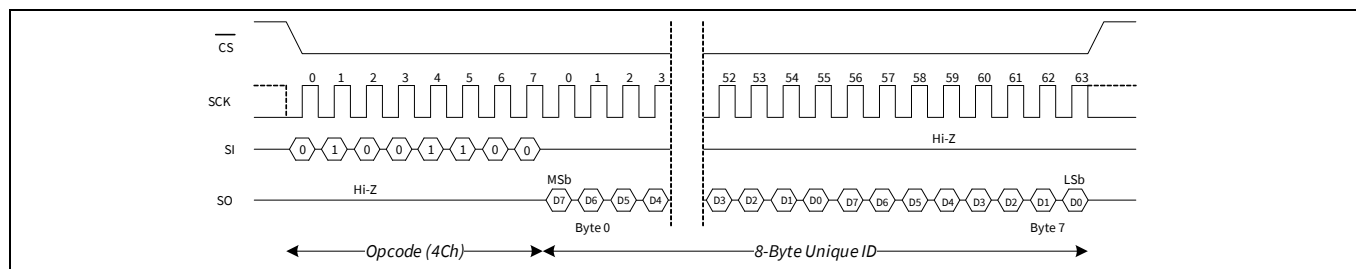 CS
0 1 2 3 4 5 6 7 0 1 2 3 52 53 54 55 56 57 58 59 60 61 62 63
SCK
Hi-Z
SI 0 1 0 0 1 1 0 0
Hi-Z MSb LSb
SO D7 D6 D5 D4 D3 D2 D1 D0 D7 D6 D5 D4 D3 D2 D1 D0
Byte 0 Byte 7
Opcode (4Ch) 8-Byte Unique ID